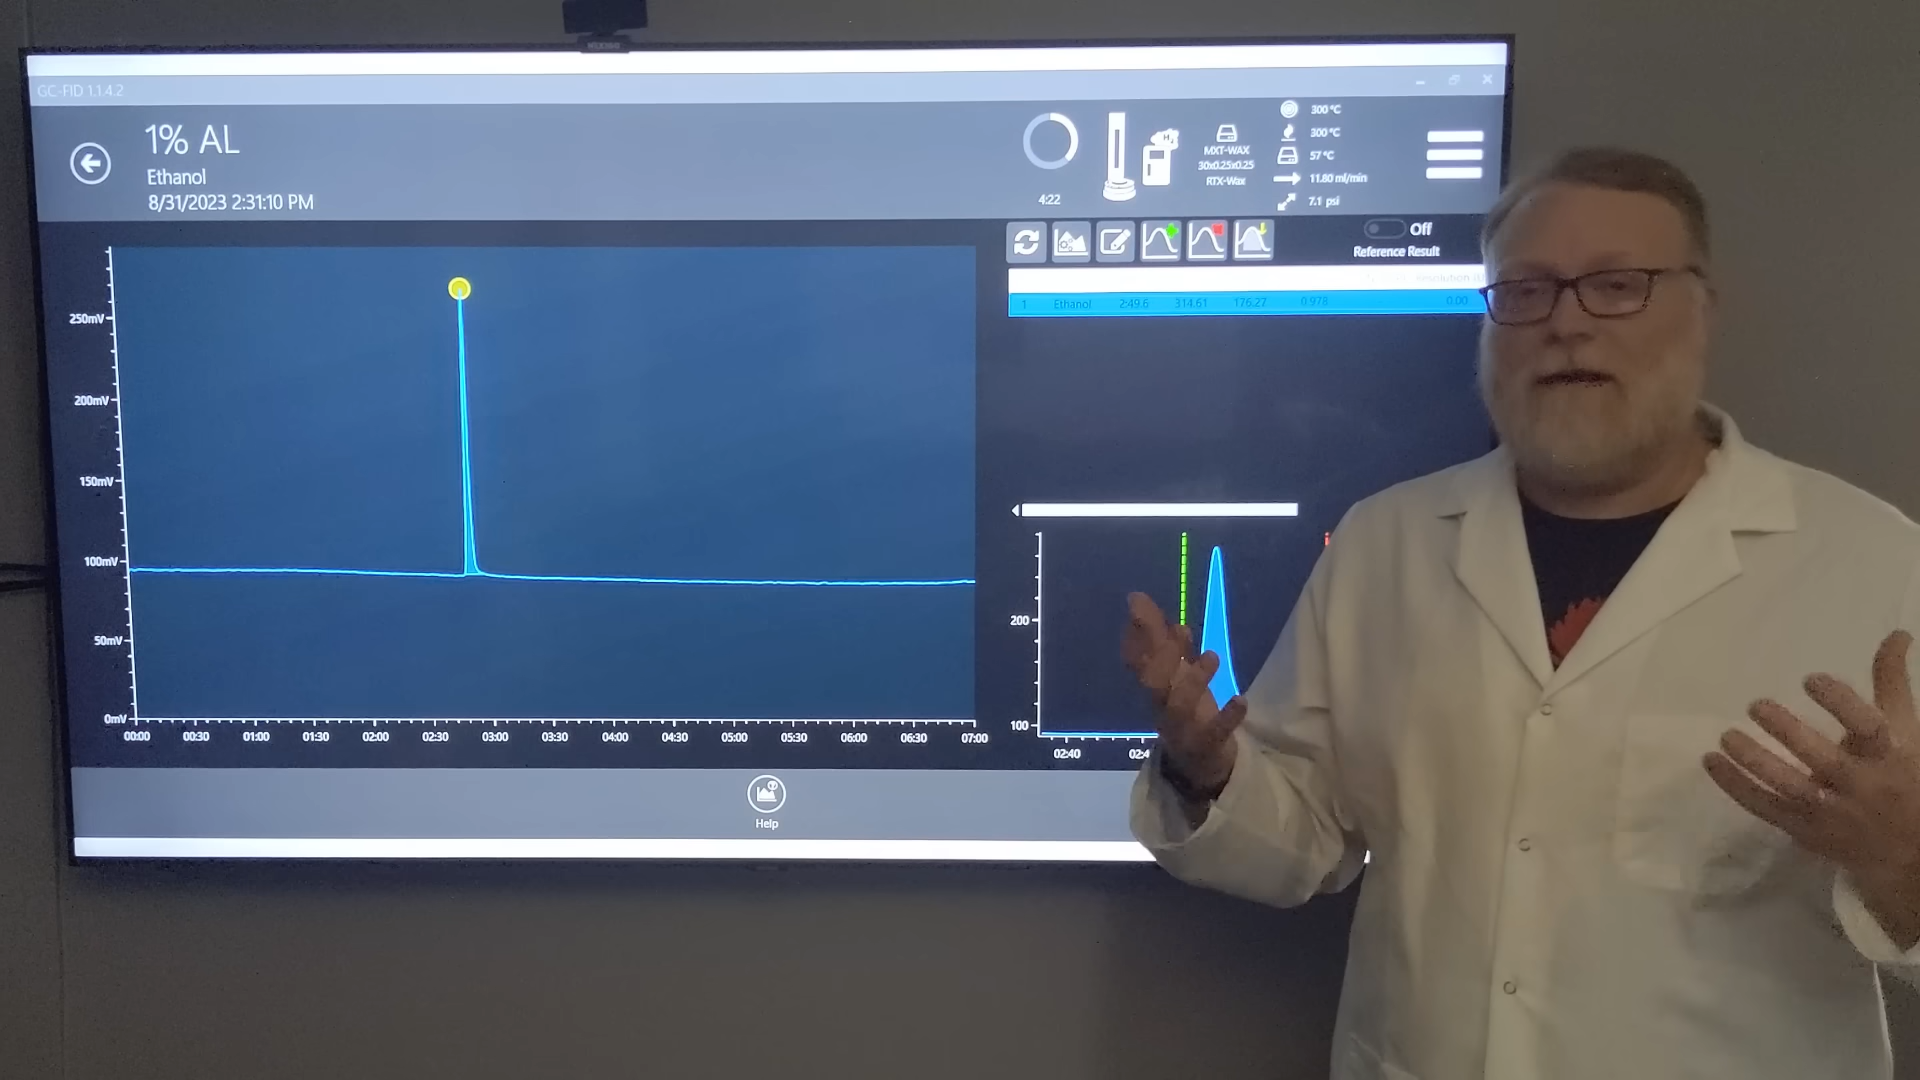 GC-FID 1.1.4.2
1% AL
Ethanol
8/31/2023 2:31:10 PM
4:22
H₂
MXT-WAX
30x0.25x0.25
RTX-Wax
300 °C
300 °C
57 °C
11.80 ml/min
7.1 psi
Off
Reference Result
Resolution
1 Ethanol 2:49.6 314.61 176.27 0.978 0.00
250mV
200mV
150mV
100mV
50mV
0mV
00:00 00:30 01:00 01:30 02:00 02:30 03:00 03:30 04:00 04:30 05:00 05:30 06:00 06:30 07:00
200
100
02:40 02:4
Help